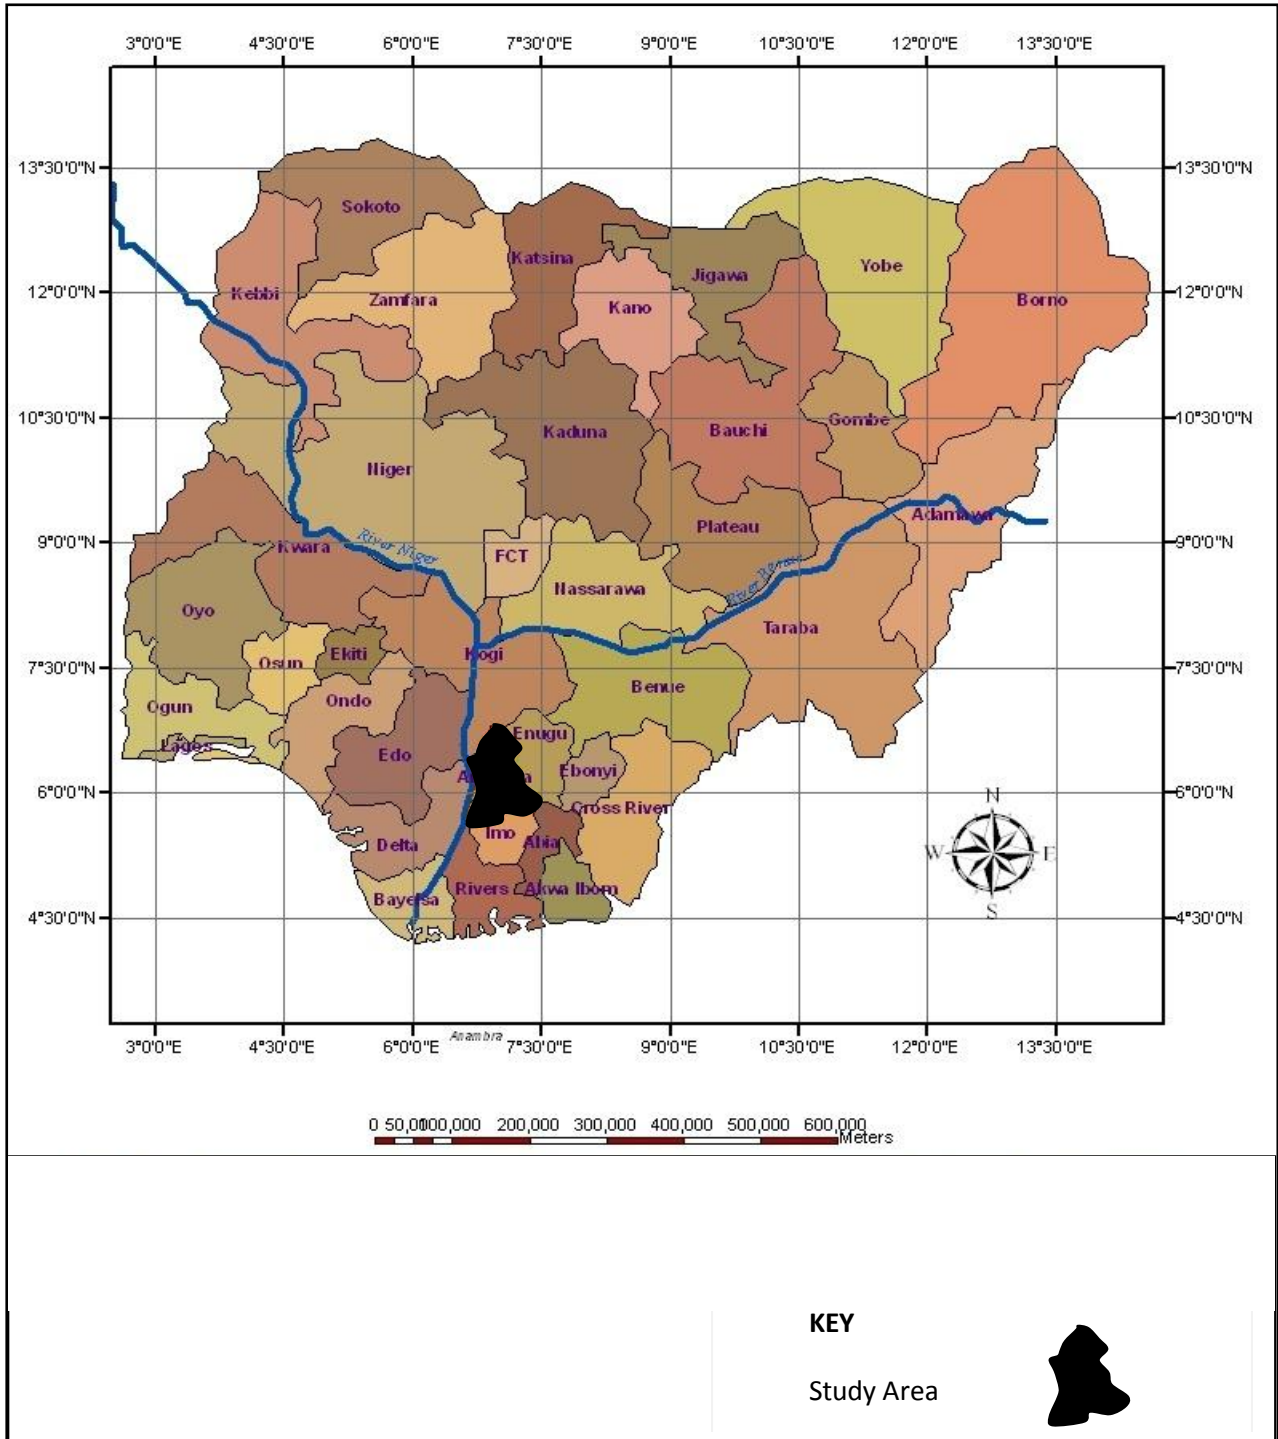 3°0'0"E 4°30'0"E 6°0'0"E 7°30'0"E 9°0'0"E 10°30'0"E 12°0'0"E 13°30'0"E
13°30'0"N 13°30'0"N
Sokoto
Katsina
Yobe
Jigawa
12°0'0"N Kebbi Zamfara Kano Borno 12°0'0"N
10°30'0"N Gombe 10°30'0"N
Kaduna Bauchi
Niger
Adamawa
Plateau
9°0'0"N Kwara River Niger FCT 9°0'0"N
River Benue
Nassarawa
Oyo
Taraba
7°30'0"N Osun Ekiti Kogi 7°30'0"N
Benue
Ogun Ondo
Enugu
Lagos
Edo
Ebonyi
6°0'0"N 6°0'0"N
Cross River
N
Imo
Delta Abia
W E
Rivers Akwa Ibom
Bayelsa
S
4°30'0"N 4°30'0"N
Anambra
3°0'0"E 4°30'0"E 6°0'0"E 7°30'0"E 9°0'0"E 10°30'0"E 12°0'0"E 13°30'0"E
0 50,000 100,000 200,000 300,000 400,000 500,000 600,000
Meters
KEY
Study Area